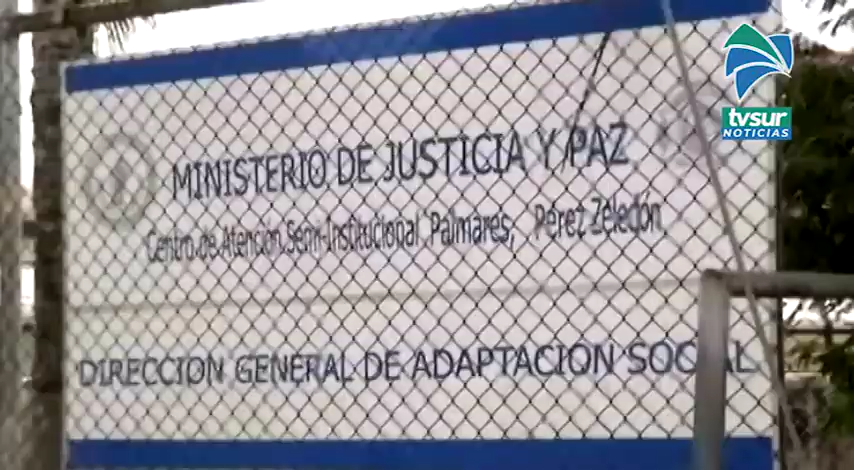 tvsur
NOTICIAS
MINISTERIO DE JUSTICIA Y PAZ
Centro de Atención Semi-Institucional Palmares, Pérez Zeledón
DIRECCION GENERAL DE ADAPTACION SOCIAL